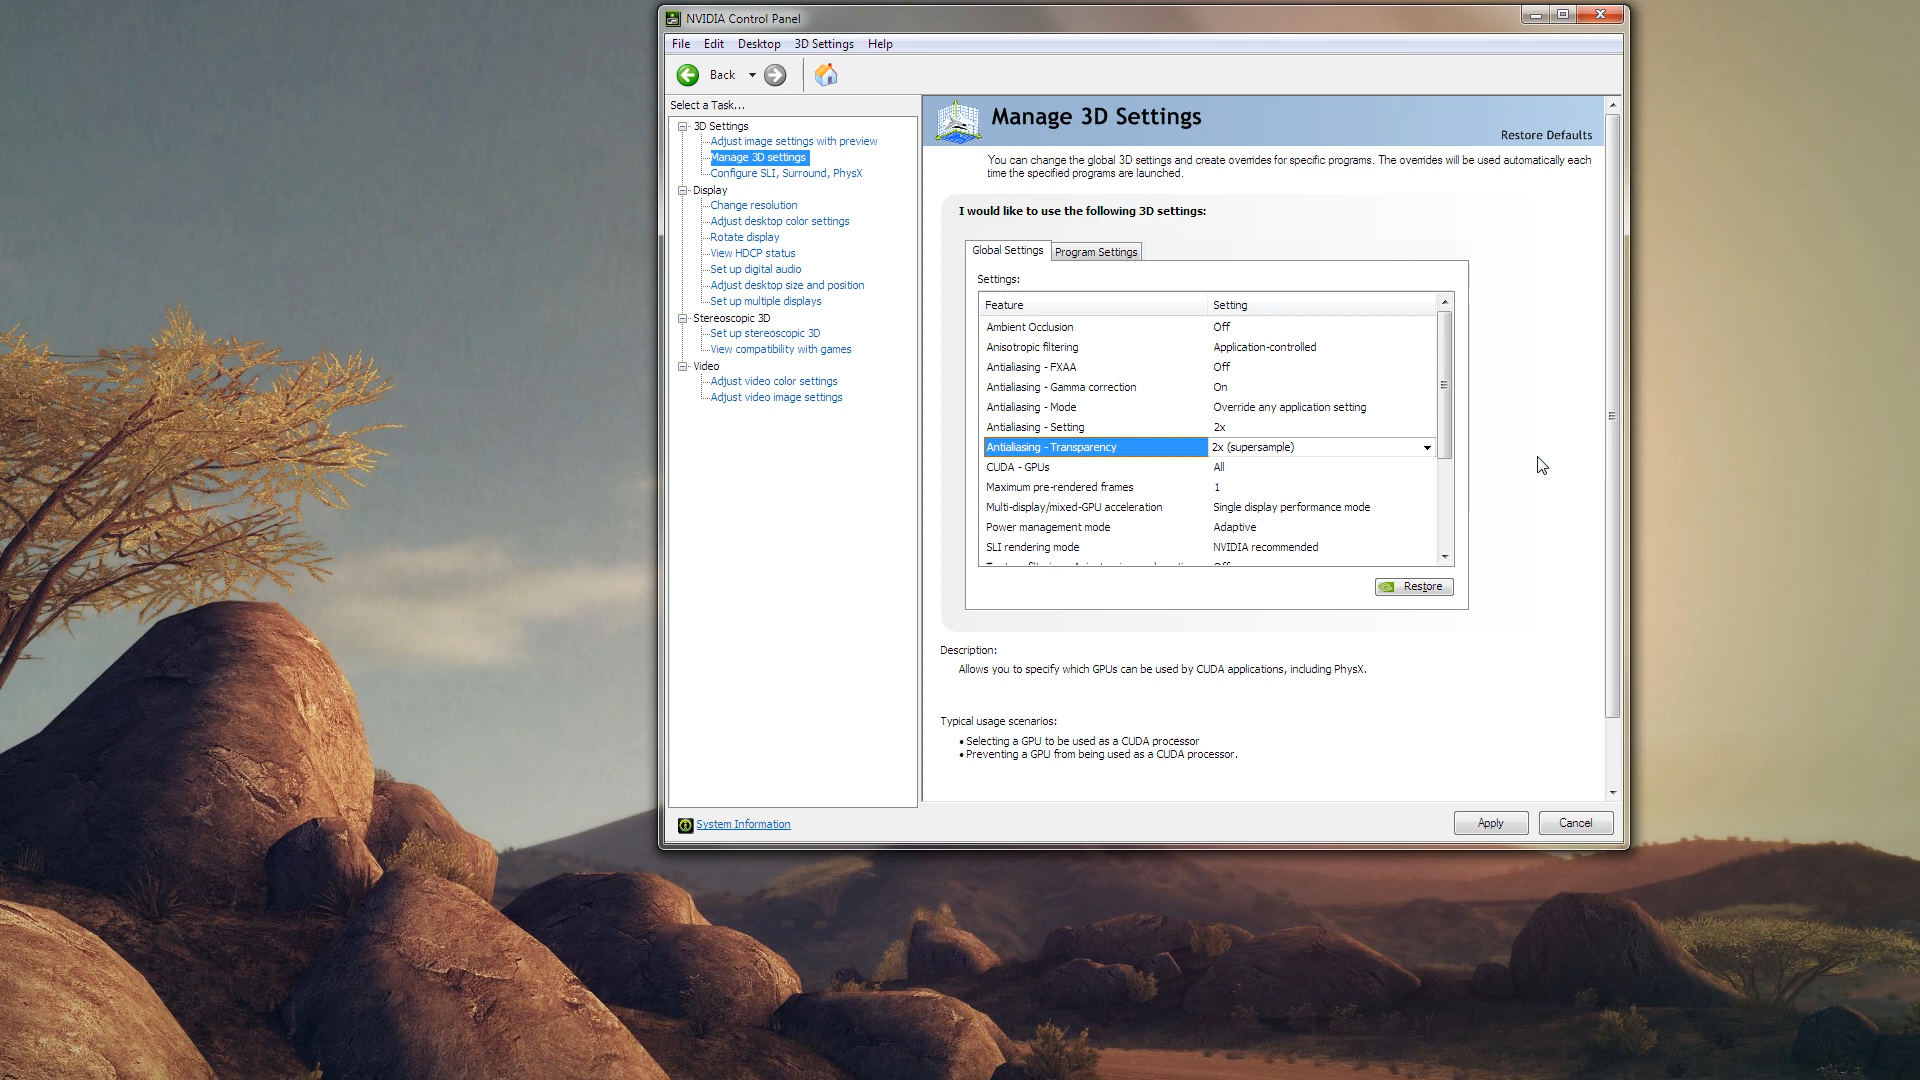 NVIDIA Control Panel
File Edit Desktop 3D Settings Help
Back
Select a Task...
3D Settings
Adjust image settings with preview
Manage 3D settings
Configure SLI, Surround, PhysX
Display
Change resolution
Adjust desktop color settings
Rotate display
View HDCP status
Set up digital audio
Adjust desktop size and position
Set up multiple displays
Stereoscopic 3D
Set up stereoscopic 3D
View compatibility with games
Video
Adjust video color settings
Adjust video image settings
System Information
Manage 3D Settings
Restore Defaults
You can change the global 3D settings and create overrides for specific programs. The overrides will be used automatically each
time the specified programs are launched.
I would like to use the following 3D settings:
Global Settings Program Settings
Settings:
Feature Setting
Ambient Occlusion Off
Anisotropic filtering Application-controlled
Antialiasing - FXAA Off
Antialiasing - Gamma correction On
Antialiasing - Mode Override any application setting
Antialiasing - Setting 2x
Antialiasing - Transparency 2x (supersample)
CUDA - GPUs All
Maximum pre-rendered frames 1
Multi-display/mixed-GPU acceleration Single display performance mode
Power management mode Adaptive
SLI rendering mode NVIDIA recommended
Restore
Description:
Allows you to specify which GPUs can be used by CUDA applications, including PhysX.
Typical usage scenarios:
• Selecting a GPU to be used as a CUDA processor
• Preventing a GPU from being used as a CUDA processor.
Apply Cancel